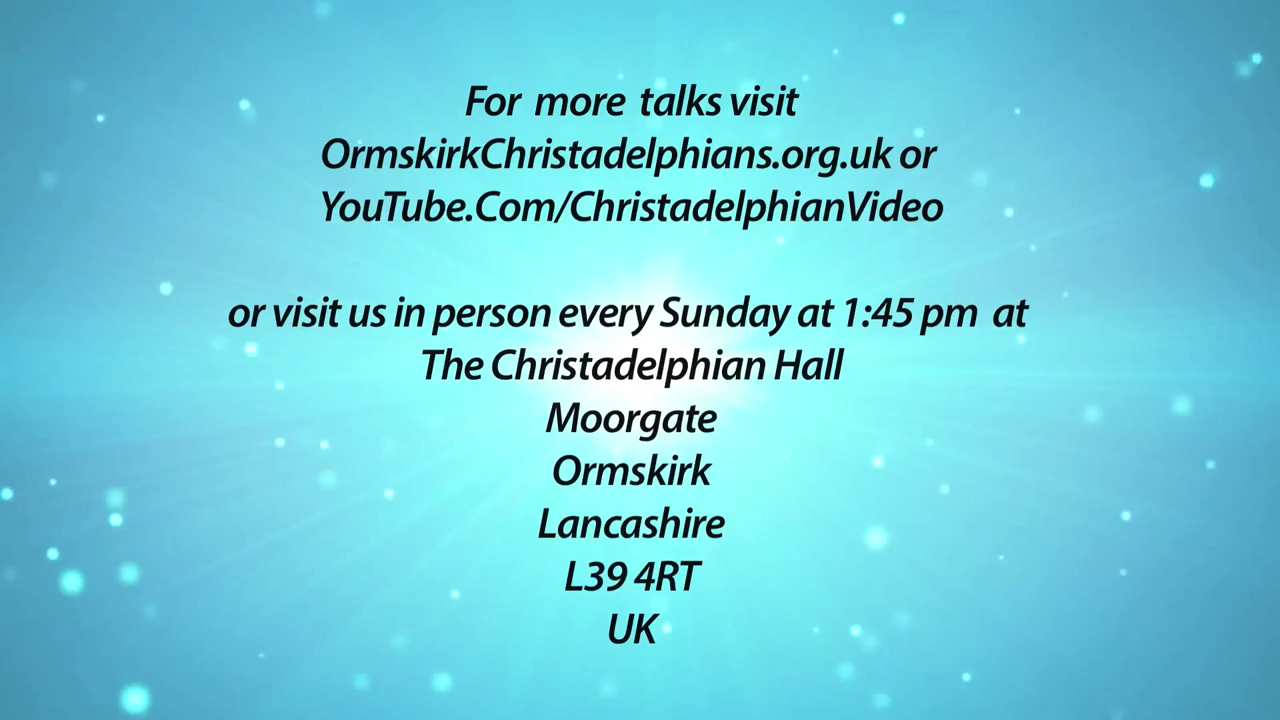 For more talks visit
OrmskirkChristadelphians.org.uk or
YouTube.Com/ChristadelphianVideo
or visit us in person every Sunday at 1:45 pm at
The Christadelphian Hall
Moorgate
Ormskirk
Lancashire
L39 4RT
UK